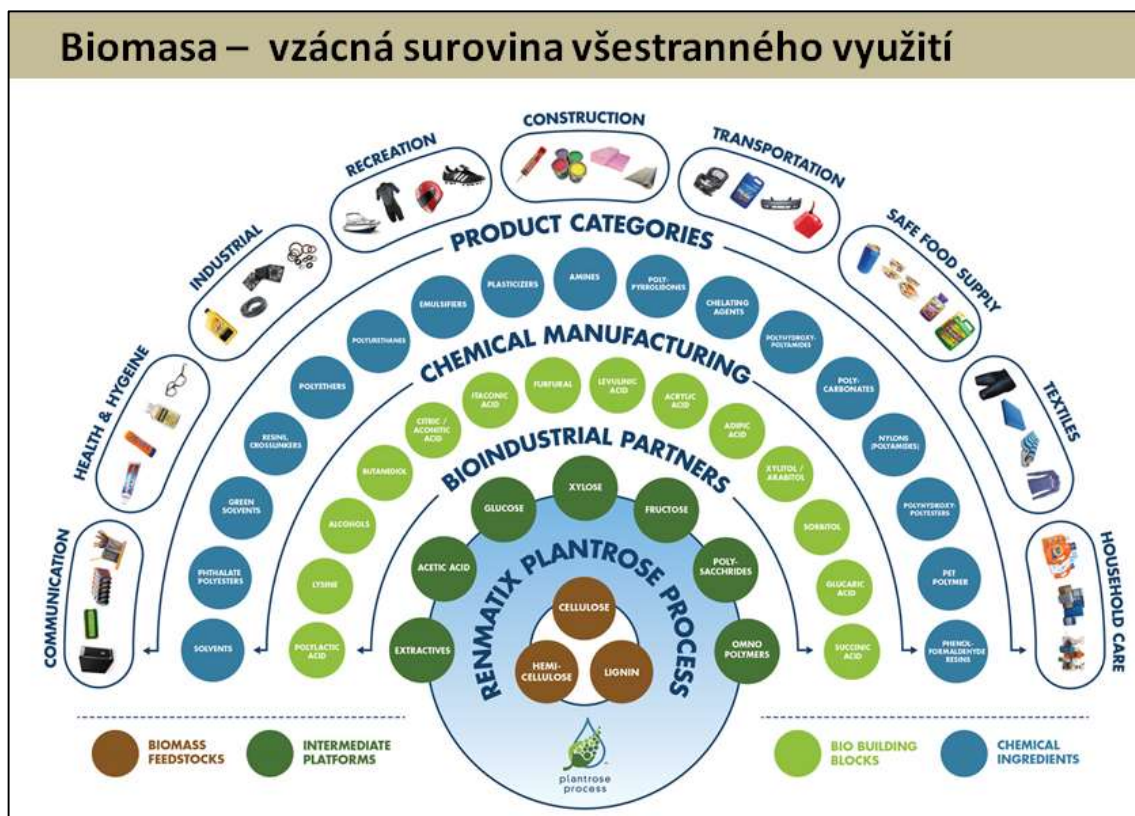 Biomasa – vzácná surovina všestranného využití
COMMUNICATION
HEALTH & HYGEINE
INDUSTRIAL
RECREATION
CONSTRUCTION
TRANSPORTATION
SAFE FOOD SUPPLY
TEXTILES
HOUSEHOLD CARE
PRODUCT CATEGORIES
SOLVENTS
PHTHALATE
POLYESTERS
GREEN
SOLVENTS
RESINS,
CROSSLINKERS
POLYETHERS
POLYURETHANES
EMULSIFIERS
PLASTICIZERS
AMINES
POLY-
PYRROLIDONES
CHELATING
AGENTS
POLYHYDROXY-
POLYAMIDES
POLY-
CARBONATES
NYLONS
(POLYAMIDES)
POLYHYDROXY-
POLYESTERS
PET
POLYMER
PHENOL-
FORMALDEHYDE
RESINS
CHEMICAL MANUFACTURING
POLYLACTIC
ACID
LYSINE
ALCOHOLS
BUTANEDIOL
CITRIC /
ACONITIC
ACID
ITACONIC
ACID
FURFURAL
LEVULINIC
ACID
ACRYLIC
ACID
ADIPIC
ACID
XYLITOL /
ARABITOL
SORBITOL
GLUCARIC
ACID
SUCCINIC
ACID
BIOINDUSTRIAL PARTNERS
EXTRACTIVES
ACETIC ACID
GLUCOSE
XYLOSE
FRUCTOSE
POLY-
SACCHRIDES
OMNO
POLYMERS
RENMATIX PLANTROSE PROCESS
CELLULOSE
HEMI-
CELLULOSE
LIGNIN
plantrose
process
BIOMASS
FEEDSTOCKS
INTERMEDIATE
PLATFORMS
BIO BUILDING
BLOCKS
CHEMICAL
INGREDIENTS